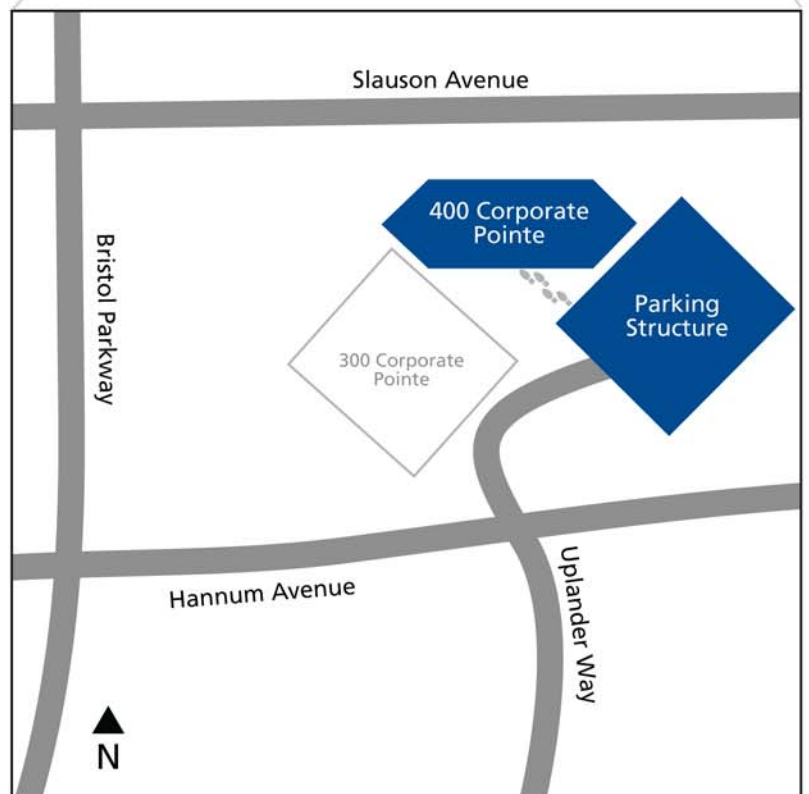 Slauson Avenue
400 Corporate
Pointe
Bristol Parkway
Parking
Structure
300 Corporate
Pointe
Hannum Avenue
Uplander Way
N